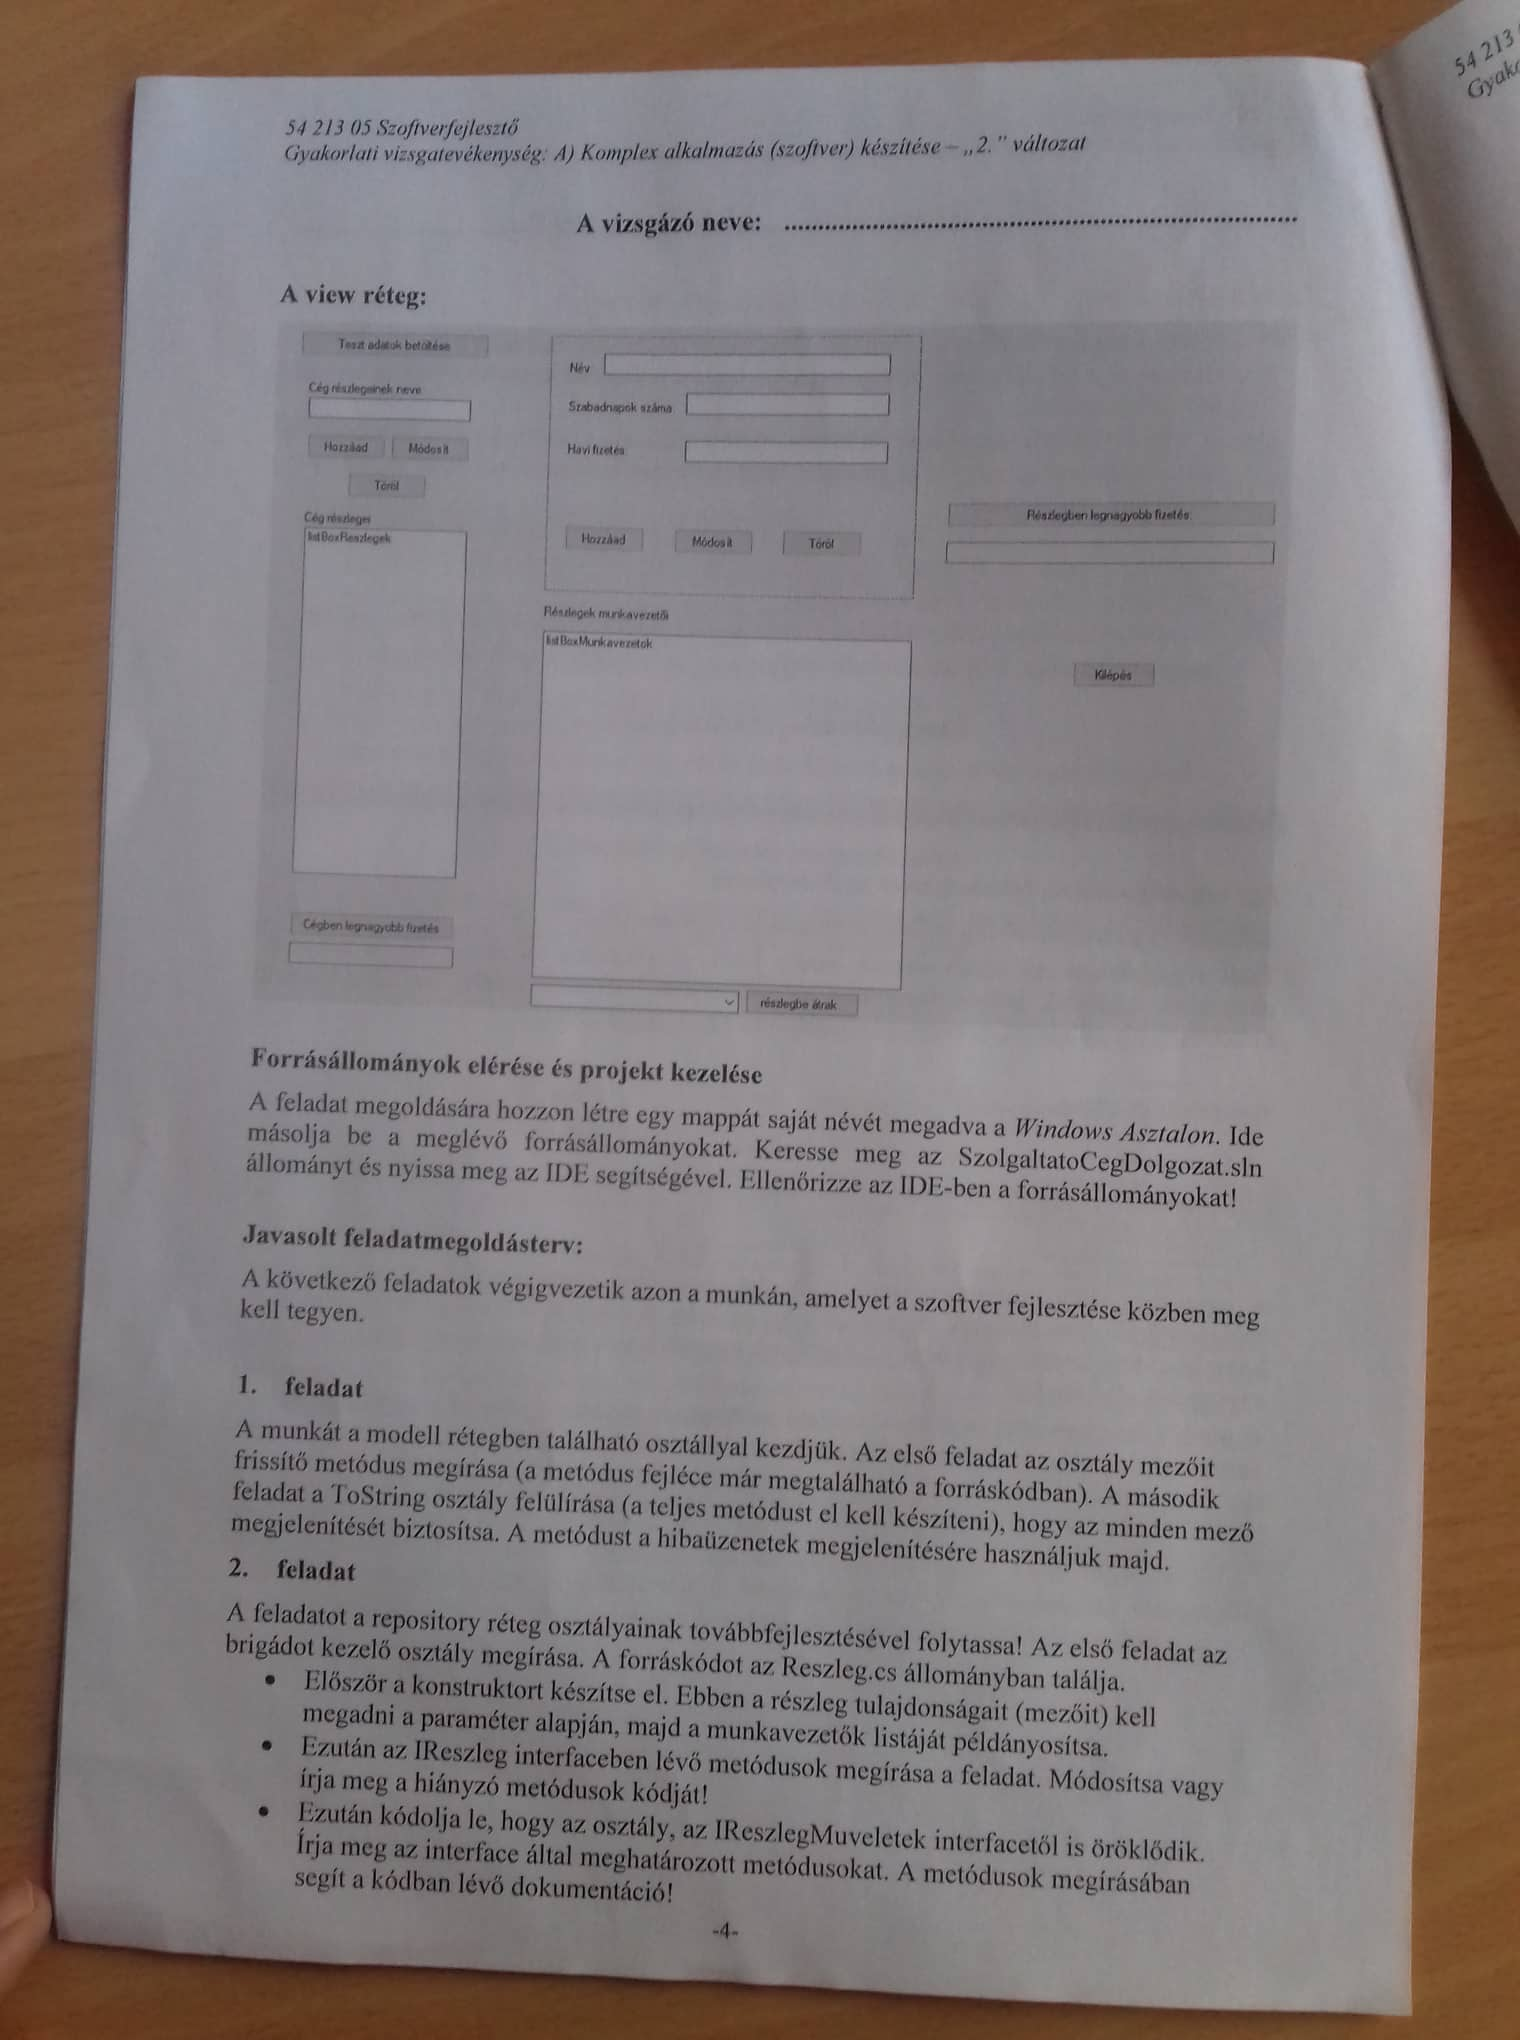 54 213 05 Szoftverfejlesztő
Gyakorlati vizsgatevékenység: A) Komplex alkalmazás (szoftver) készítése – „2.” változat
54 213
A vizsgázó neve: ........................................
A view réteg:
Teszt adatok betöltése
Cég részlegeinek neve
Hozzáad Módosít
Töröl
Cég részlegei
listBoxReszlegek
Cégben legnagyobb fizetés
Név
Szabadnapok száma
Havi fizetés
Hozzáad Módosít Töröl
Részlegek munkavezetői
listBoxMunkavezetok
részlegbe átrak
Részlegben legnagyobb fizetés:
Kilépés
Forrásállományok elérése és projekt kezelése
A feladat megoldására hozzon létre egy mappát saját névét megadva a Windows Asztalon. Ide
másolja be a meglévő forrásállományokat. Keresse meg az SzolgaltatoCegDolgozat.sln
állományt és nyissa meg az IDE segítségével. Ellenőrizze az IDE-ben a forrásállományokat!
Javasolt feladatmegoldásterv:
A következő feladatok végigvezetik azon a munkán, amelyet a szoftver fejlesztése közben meg
kell tegyen.
1. feladat
A munkát a modell rétegben található osztállyal kezdjük. Az első feladat az osztály mezőit
frissítő metódus megírása (a metódus fejléce már megtalálható a forráskódban). A második
feladat a ToString osztály felülírása (a teljes metódust el kell készíteni), hogy az minden mező
megjelenítését biztosítsa. A metódust a hibaüzenetek megjelenítésére használjuk majd.
2. feladat
A feladatot a repository réteg osztályainak továbbfejlesztésével folytassa! Az első feladat az
brigádot kezelő osztály megírása. A forráskódot az Reszleg.cs állományban találja.
• Először a konstruktort készítse el. Ebben a részleg tulajdonságait (mezőit) kell
megadni a paraméter alapján, majd a munkavezetők listáját példányosítsa.
• Ezután az IReszleg interfaceben lévő metódusok megírása a feladat. Módosítsa vagy
írja meg a hiányzó metódusok kódját!
• Ezután kódolja le, hogy az osztály, az IReszlegMuveletek interfacetől is öröklődik.
Írja meg az interface által meghatározott metódusokat. A metódusok megírásában
segít a kódban lévő dokumentáció!
-4-